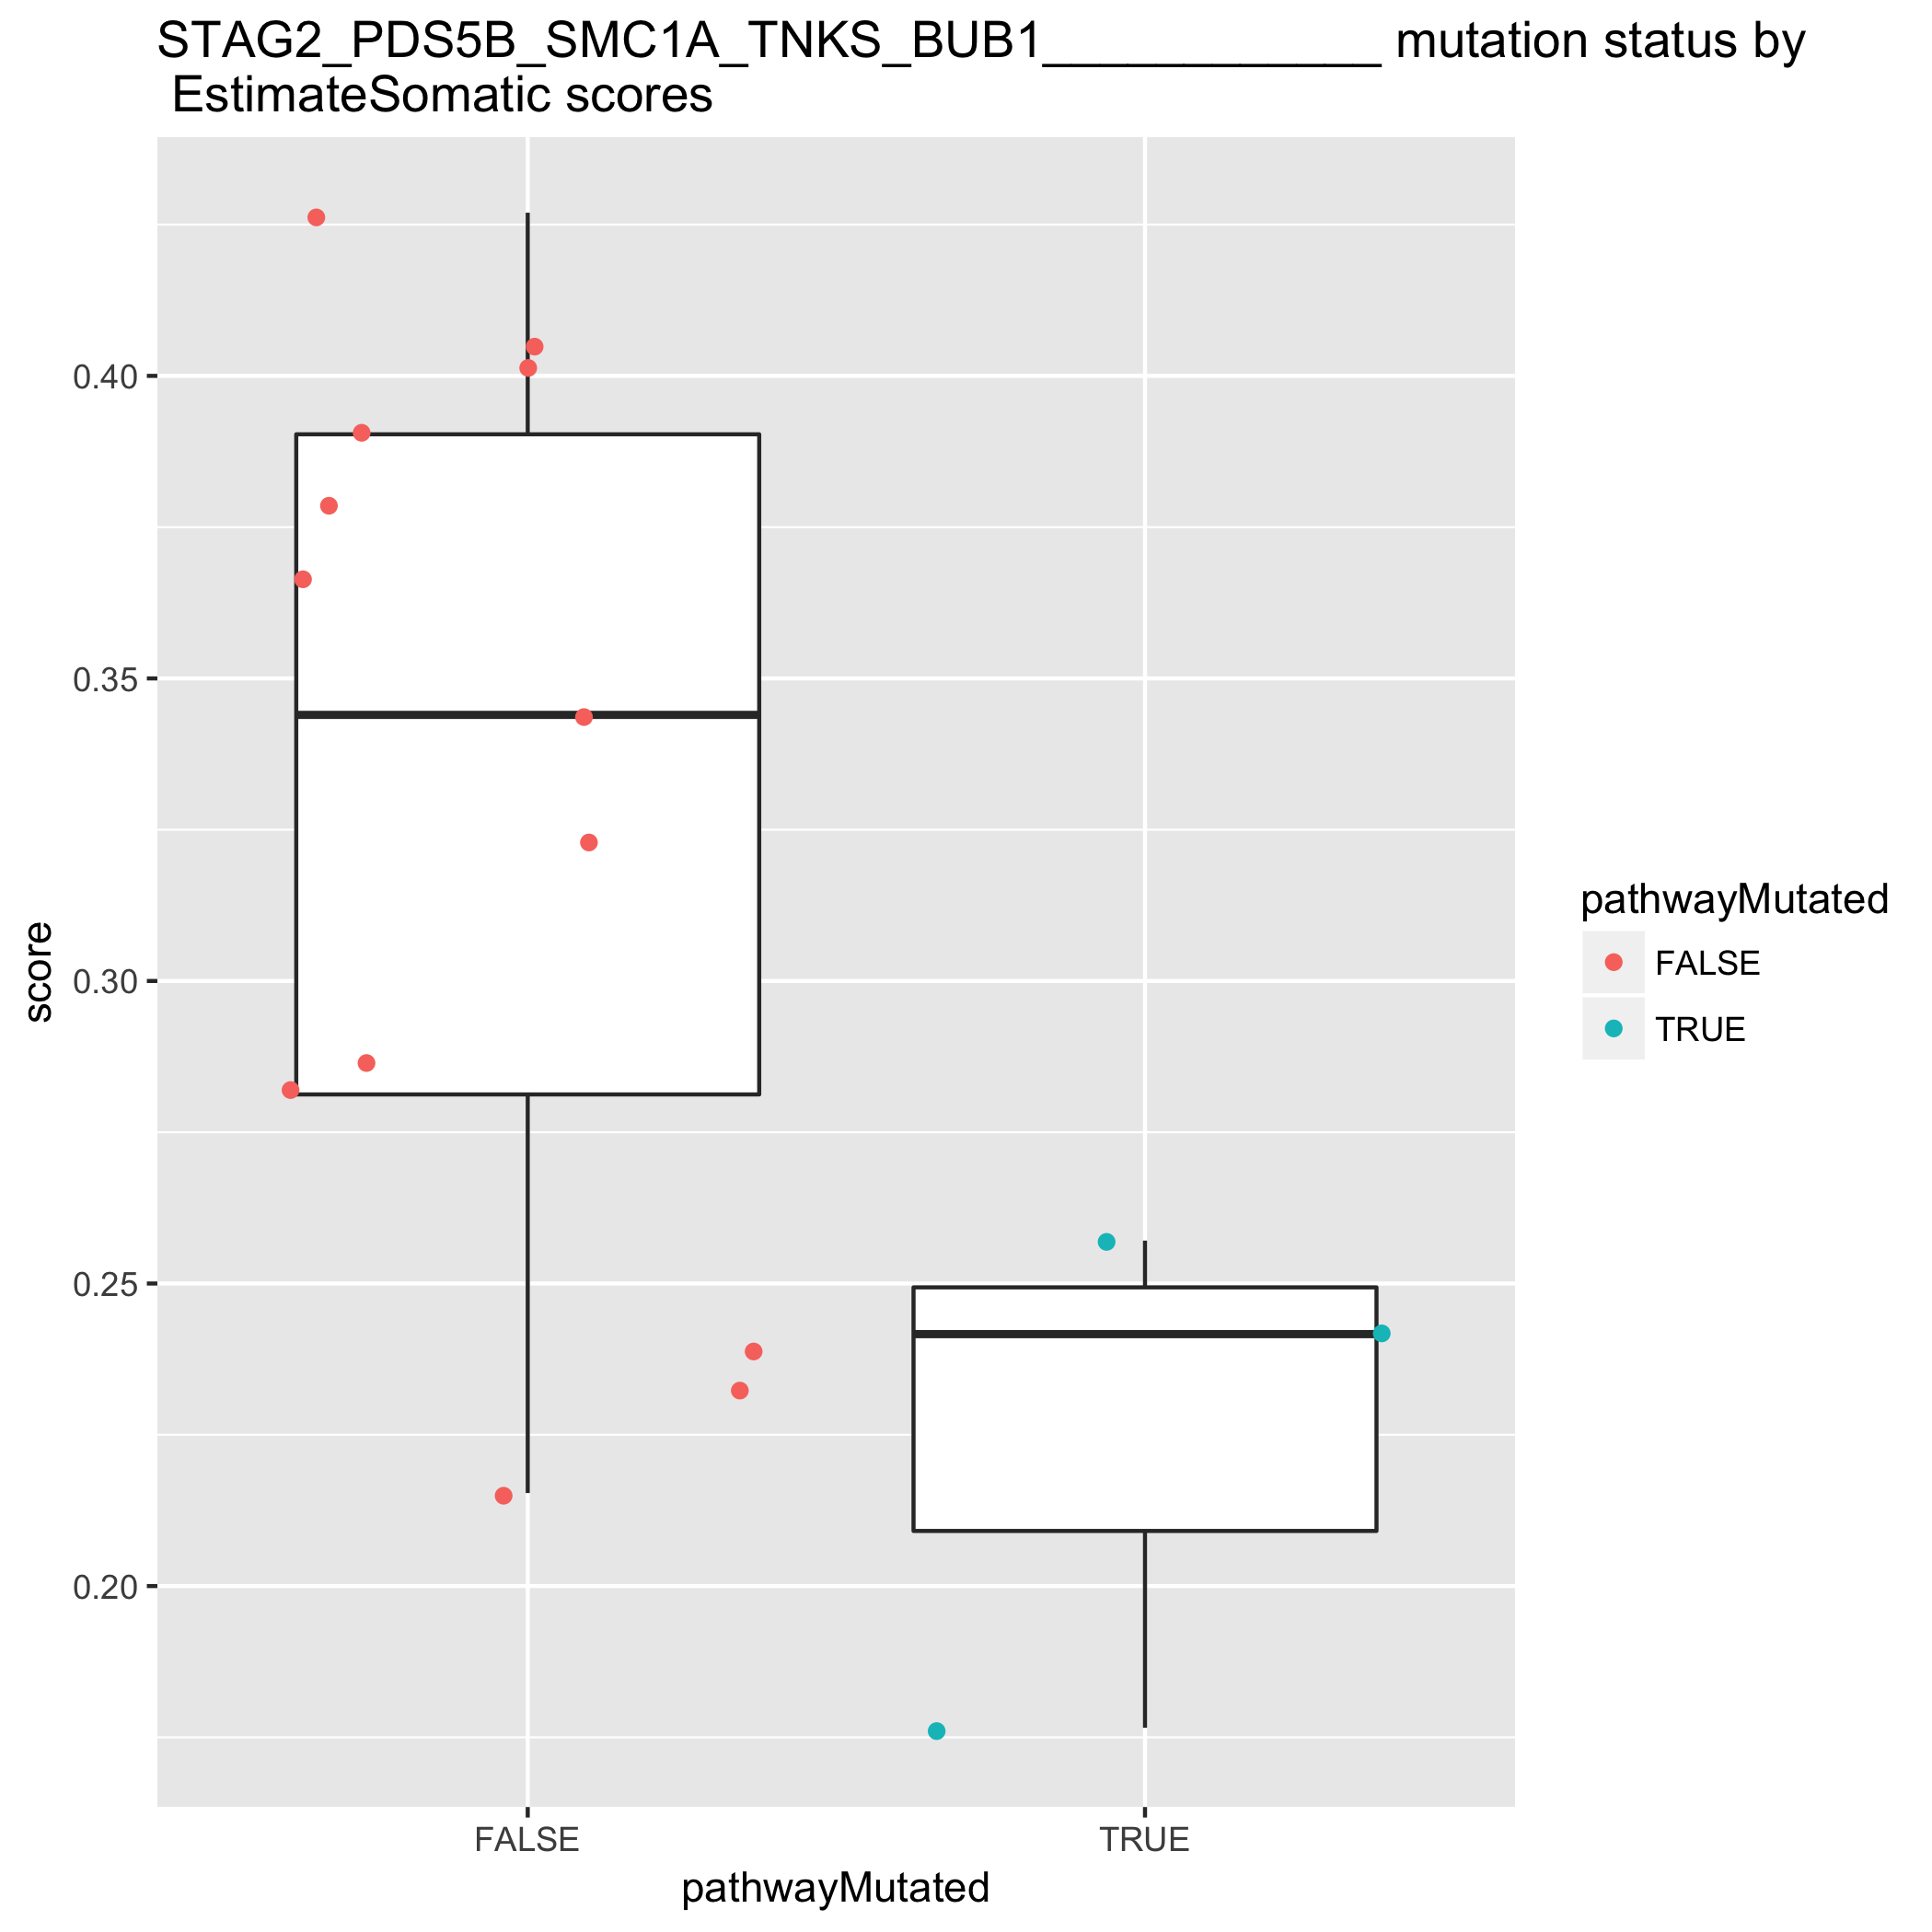 STAG2_PDS5B_SMC1A_TNKS_BUB1____________ mutation status by
EstimateSomatic scores
0.40
0.35
0.30
0.25
0.20
score
FALSE
TRUE
pathwayMutated
pathwayMutated
FALSE
TRUE